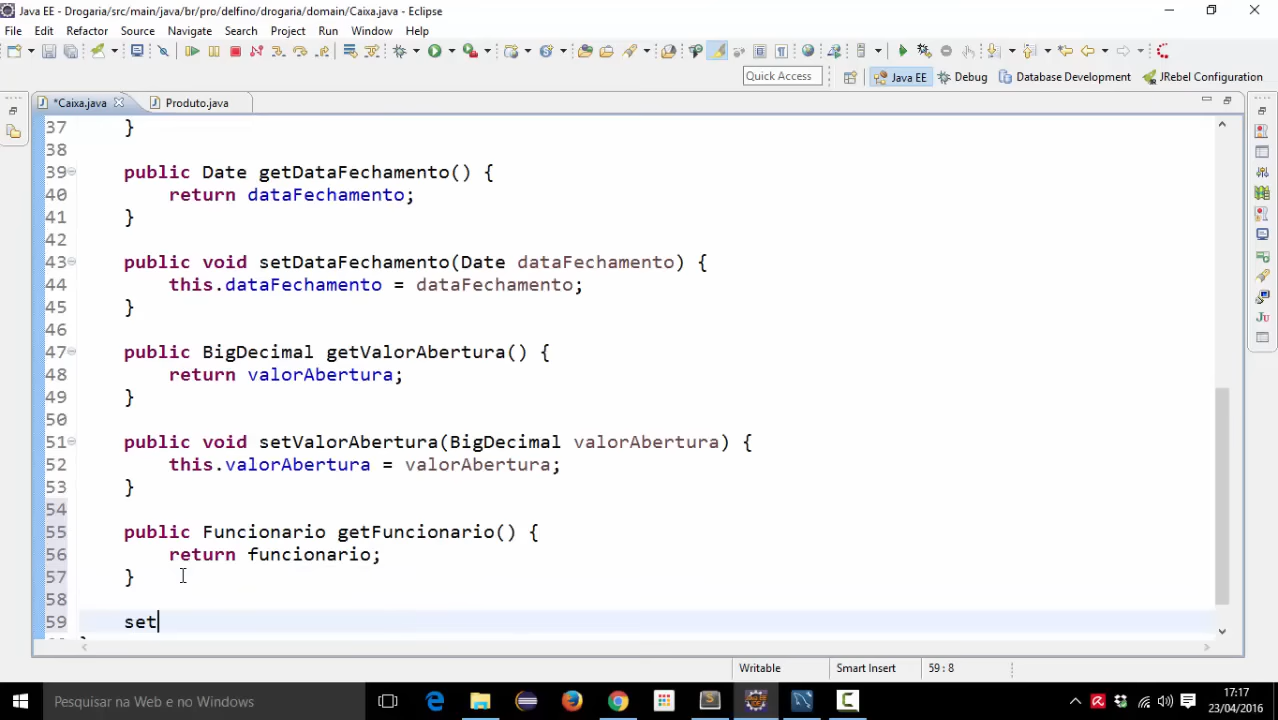 Java EE - Drogaria/src/main/java/br/pro/delfino/drogaria/domain/Caixa.java - Eclipse
File Edit Refactor Source Navigate Search Project Run Window Help
Quick Access
Java EE Debug Database Development JRebel Configuration
*Caixa.java Produto.java
37 }
38
39 public Date getDataFechamento() {
40 return dataFechamento;
41 }
42
43 public void setDataFechamento(Date dataFechamento) {
44 this.dataFechamento = dataFechamento;
45 }
46
47 public BigDecimal getValorAbertura() {
48 return valorAbertura;
49 }
50
51 public void setValorAbertura(BigDecimal valorAbertura) {
52 this.valorAbertura = valorAbertura;
53 }
54
55 public Funcionario getFuncionario() {
56 return funcionario;
57 }
58
59 set
Writable Smart Insert 59 : 8
Pesquisar na Web e no Windows
17:17
23/04/2016